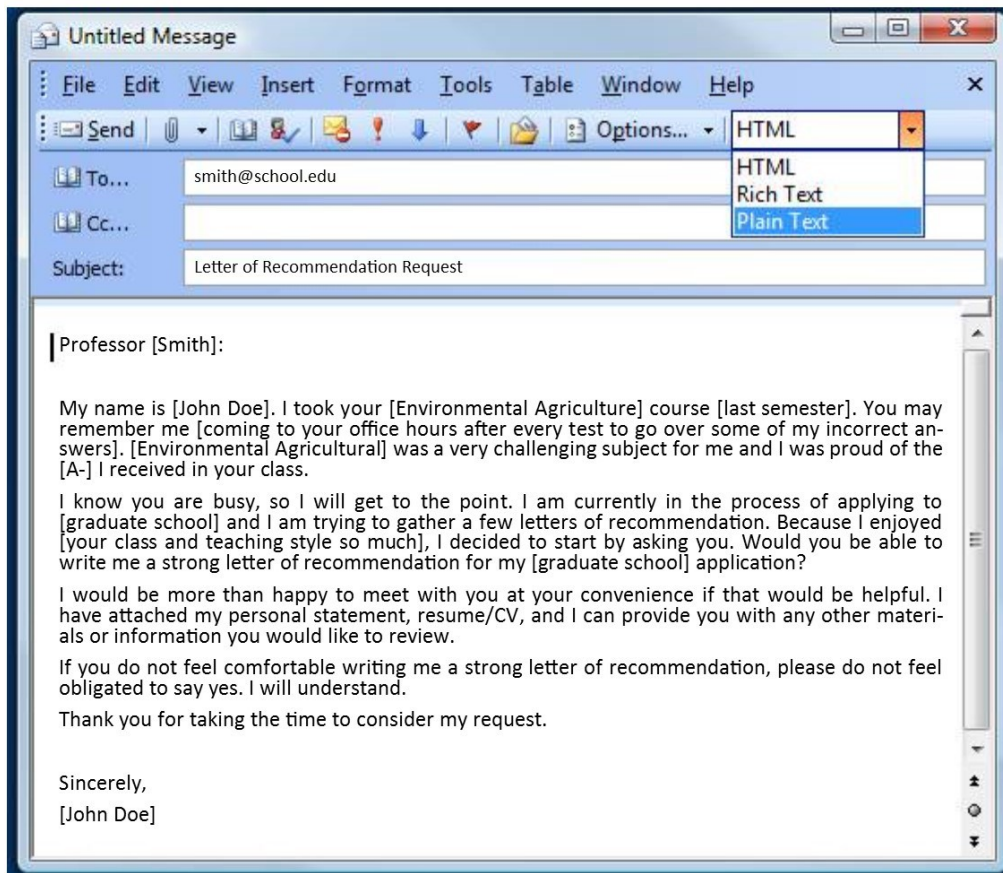 Untitled Message
File Edit View Insert Format Tools Table Window Help
Send Options... HTML
HTML
Rich Text
Plain Text
To... smith@school.edu
Cc...
Subject: Letter of Recommendation Request
Professor [Smith]:
My name is [John Doe]. I took your [Environmental Agriculture] course [last semester]. You may
remember me [coming to your office hours after every test to go over some of my incorrect an-
swers]. [Environmental Agricultural] was a very challenging subject for me and I was proud of the
[A-] I received in your class.
I know you are busy, so I will get to the point. I am currently in the process of applying to
[graduate school] and I am trying to gather a few letters of recommendation. Because I enjoyed
[your class and teaching style so much], I decided to start by asking you. Would you be able to
write me a strong letter of recommendation for my [graduate school] application?
I would be more than happy to meet with you at your convenience if that would be helpful. I
have attached my personal statement, resume/CV, and I can provide you with any other materi-
als or information you would like to review.
If you do not feel comfortable writing me a strong letter of recommendation, please do not feel
obligated to say yes. I will understand.
Thank you for taking the time to consider my request.
Sincerely,
[John Doe]